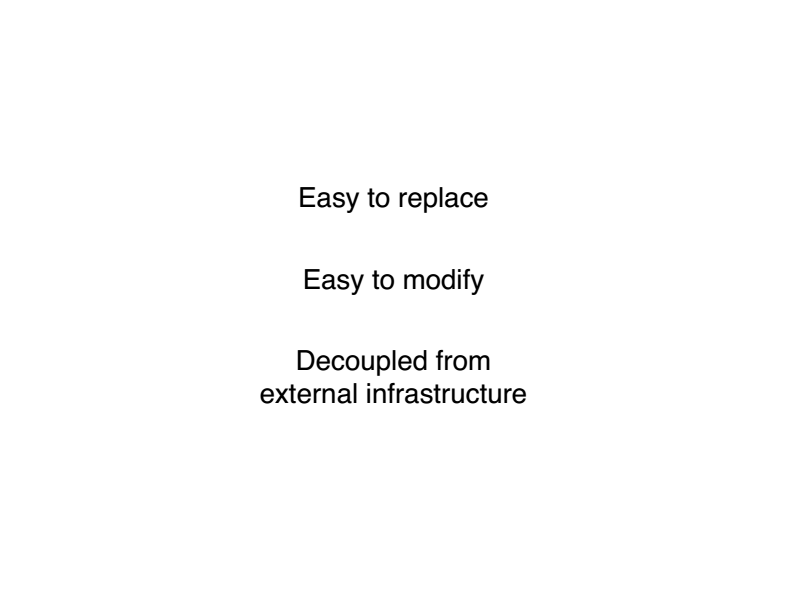 Easy to replace
Easy to modify
Decoupled from
external infrastructure